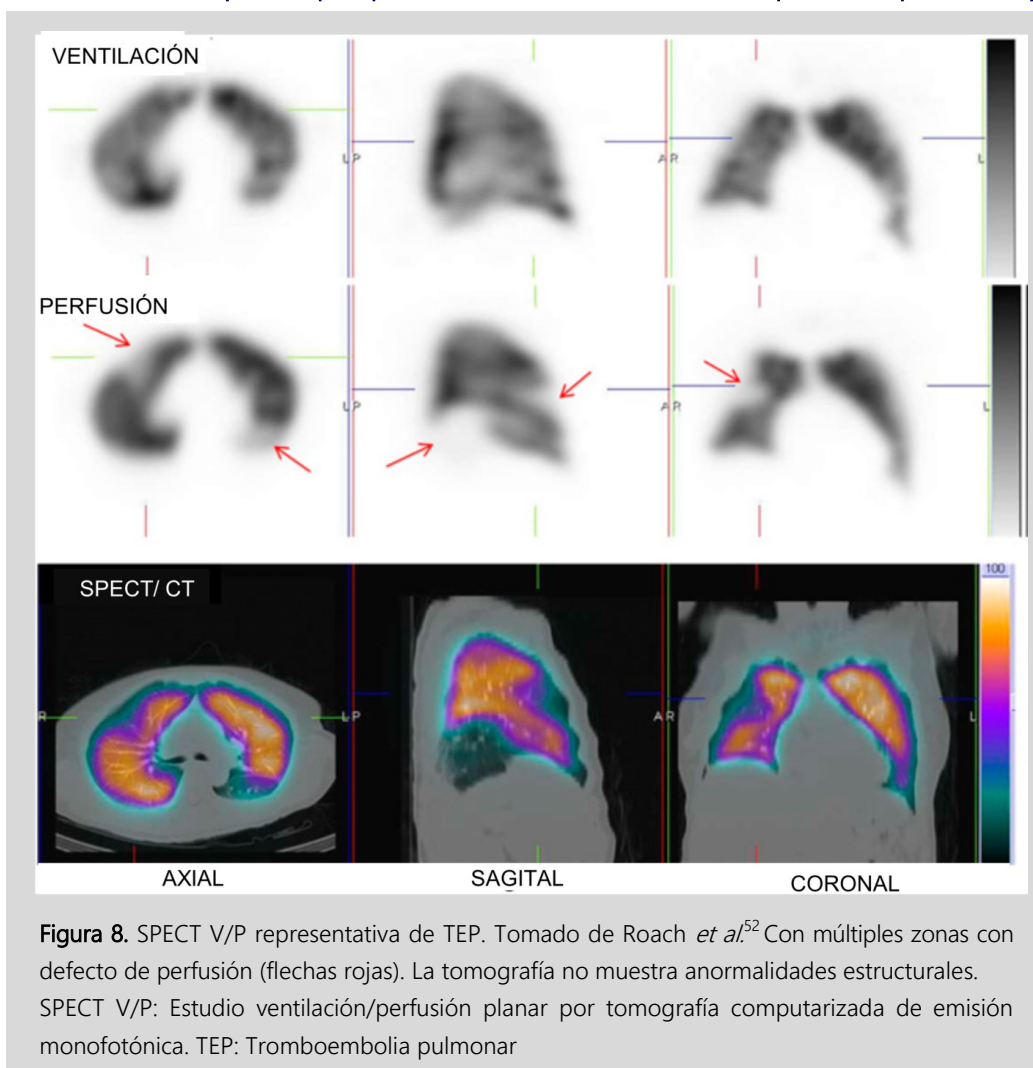 VENTILACIÓN
L P
A R
L
PERFUSIÓN
L P
A R
L
SPECT/ CT
100
R
L P
A R
L
AXIAL
SAGITAL
CORONAL
Figura 8. SPECT V/P representativa de TEP. Tomado de Roach et al.52 Con múltiples zonas con
defecto de perfusión (flechas rojas). La tomografía no muestra anormalidades estructurales.
SPECT V/P: Estudio ventilación/perfusión planar por tomografía computarizada de emisión
monofotónica. TEP: Tromboembolia pulmonar